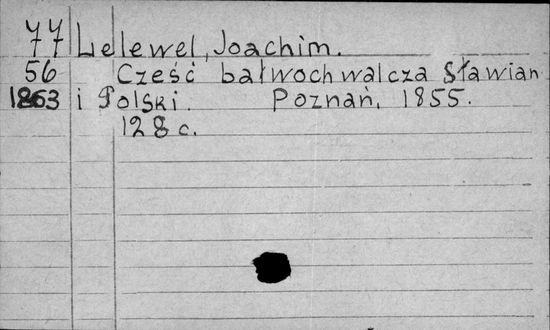 77 Lelewel, Joachim.
56 Cześć bałwochwalcza Sławian
1863 i Polski. Poznań, 1855.
128 c.